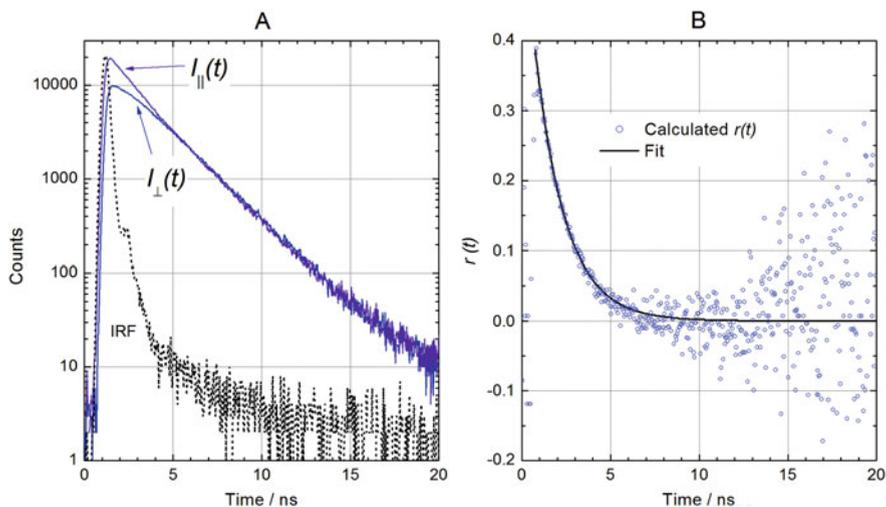 A
I||(t)
I⊥(t)
IRF
Counts
10000
1000
100
10
1
0
5
10
15
20
Time / ns
B
Calculated r(t)
Fit
r (t)
0.4
0.3
0.2
0.1
0.0
-0.1
-0.2
0
5
10
15
20
Time / ns